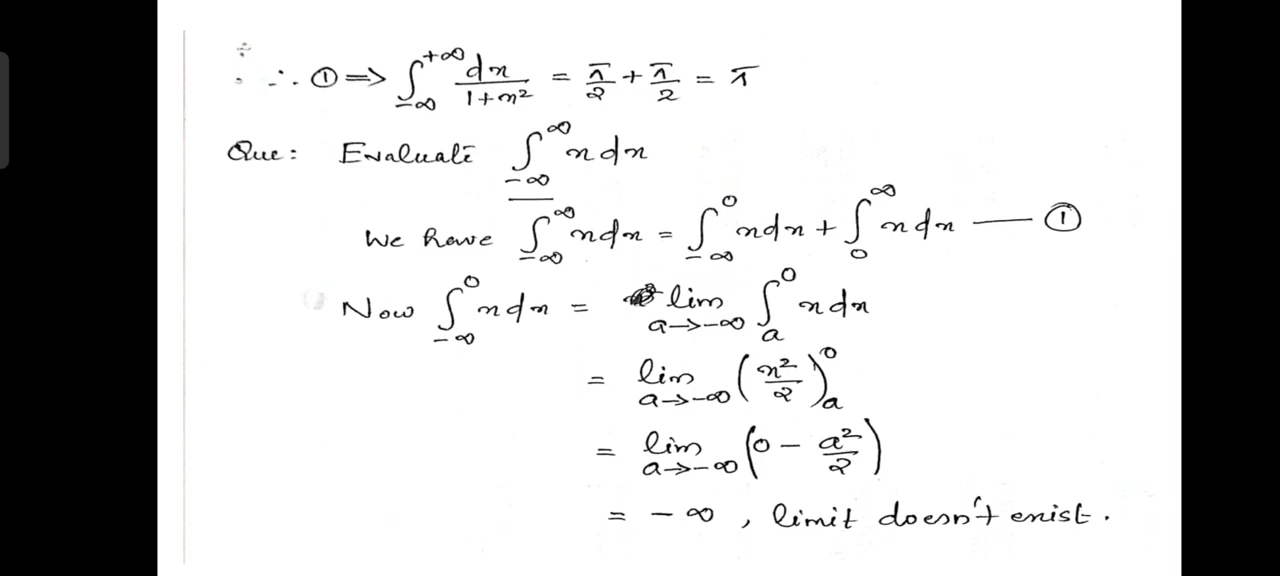 ∴ ① ⇒ ∫_{-∞}^{+∞} dx/(1+x²) = π/2 + π/2 = π
Que: Evaluate ∫_{-∞}^{∞} x dx
We have ∫_{-∞}^{∞} x dx = ∫_{-∞}^{0} x dx + ∫_{0}^{∞} x dx — ①
Now ∫_{-∞}^{0} x dx = lim_{a→-∞} ∫_{a}^{0} x dx
= lim_{a→-∞} (x²/2)_{a}^{0}
= lim_{a→-∞} (0 - a²/2)
= -∞, limit doesn't exist.